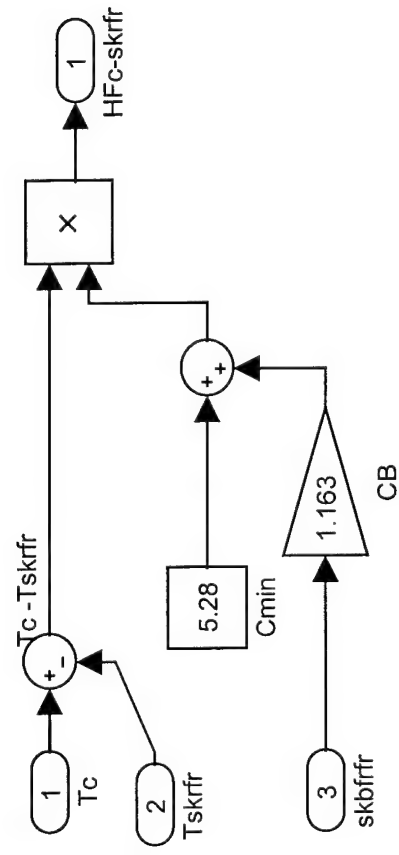 1
Tc
+
−
Tc -Tskrfr
2
Tskrfr
×
1
HFc-skrfr
5.28
Cmin
+
+
3
skbfrfr
1.163
CB